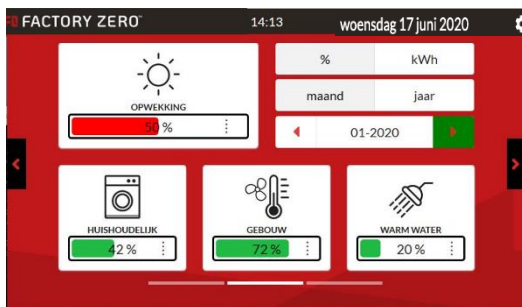 FACTORY ZERO
14:13
woensdag 17 juni 2020
% kWh
maand jaar
01-2020
OPWEKKING
50 %
HUISHOUDELIJK GEBOUW WARM WATER
42 % 72 % 20 %